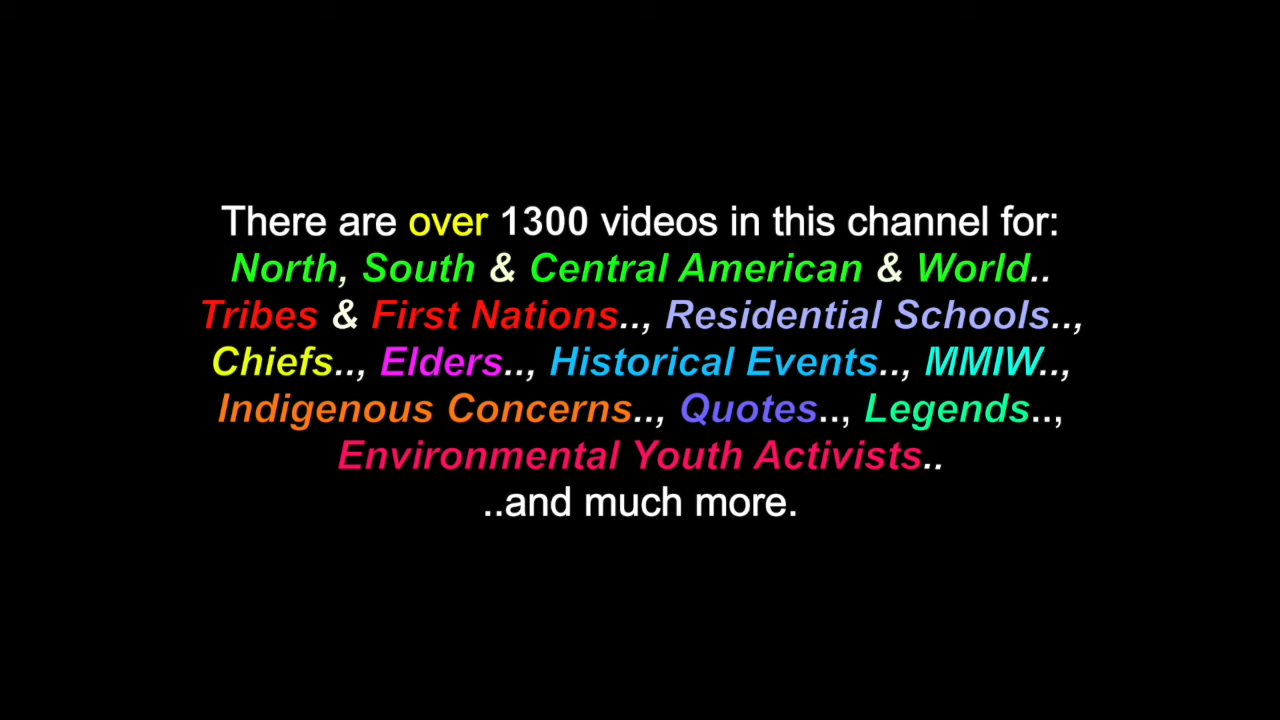 There are over 1300 videos in this channel for:
North, South & Central American & World..
Tribes & First Nations.., Residential Schools..,
Chiefs.., Elders.., Historical Events.., MMIW..,
Indigenous Concerns.., Quotes.., Legends..,
Environmental Youth Activists..
..and much more.